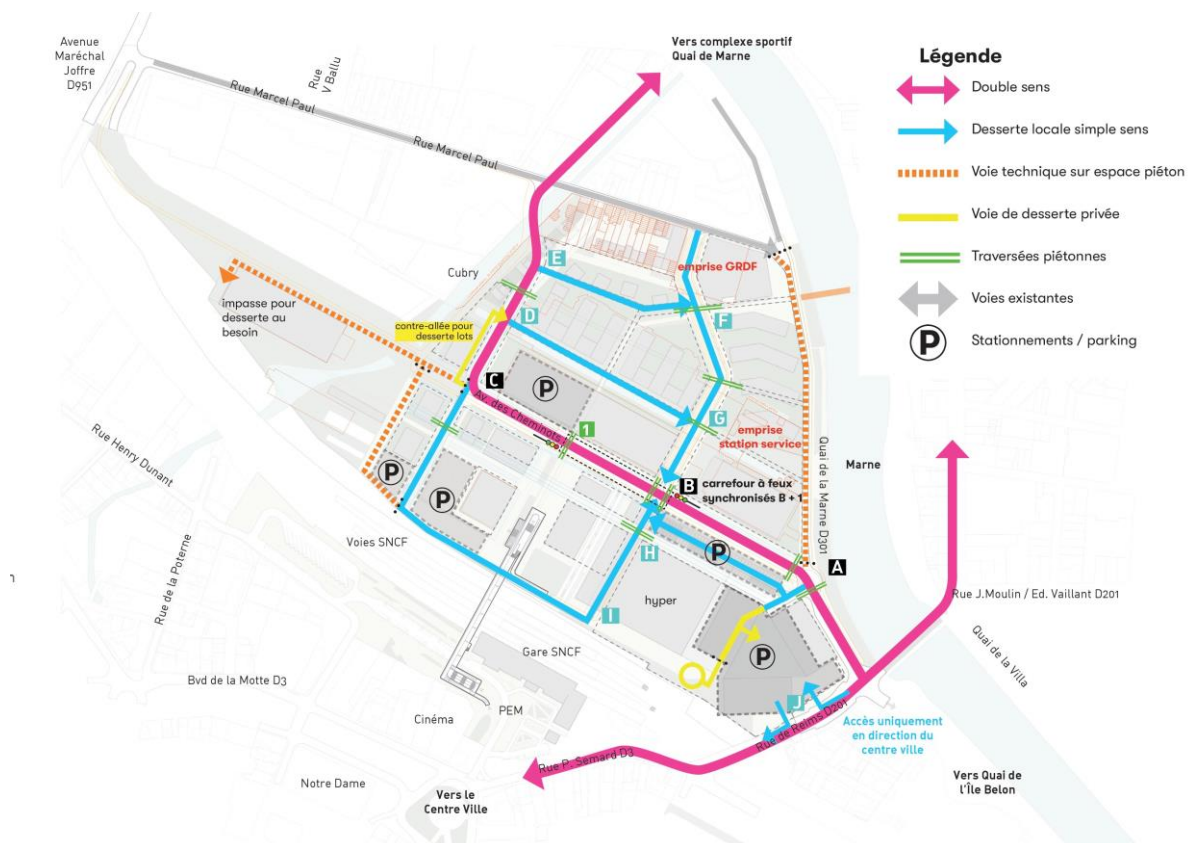 Avenue
Maréchal
Joffre
D951
Rue
V Ballu
Rue Marcel Paul
Rue Marcel Paul
Vers complexe sportif
Quai de Marne
Légende
Double sens
Desserte locale simple sens
Voie technique sur espace piéton
Voie de desserte privée
Traversées piétonnes
Voies existantes
P
Stationnements / parking
E
emprise GRDF
Cubry
impasse pour
desserte au
besoin
contre-allée pour
desserte lots
D
F
C
P
Av. des Cheminots
1
G
emprise
station service
Quai de la Marne D301
Marne
Rue Henry Dunant
P
P
B
carrefour à feux
synchronisés B + 1
Voies SNCF
H
P
A
Rue de la Poterne
n
I
hyper
Rue J.Moulin / Ed. Vaillant D201
Quai de la Villa
Gare SNCF
P
Bvd de la Motte D3
PEM
Cinéma
J
Rue de Reims D201
Accès uniquement
en direction du
centre ville
Rue P. Sémard D3
Notre Dame
Vers le
Centre Ville
Vers Quai de
l'Île Belon